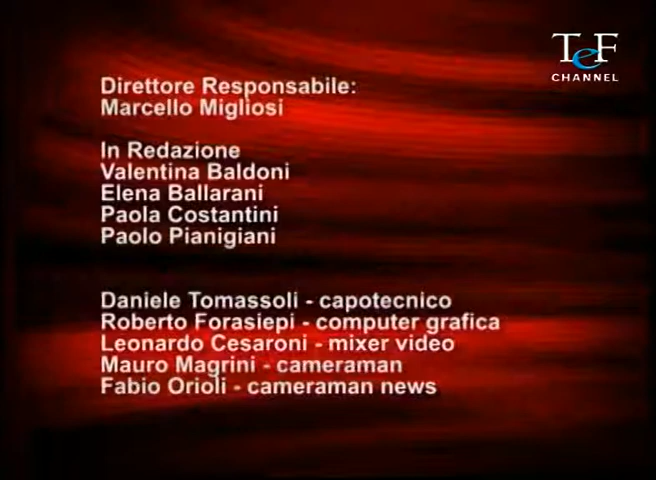 TeF
CHANNEL
Direttore Responsabile:
Marcello Migliosi
In Redazione
Valentina Baldoni
Elena Ballarani
Paola Costantini
Paolo Pianigiani
Daniele Tomassoli - capotecnico
Roberto Forasiepi - computer grafica
Leonardo Cesaroni - mixer video
Mauro Magrini - cameraman
Fabio Orioli - cameraman news